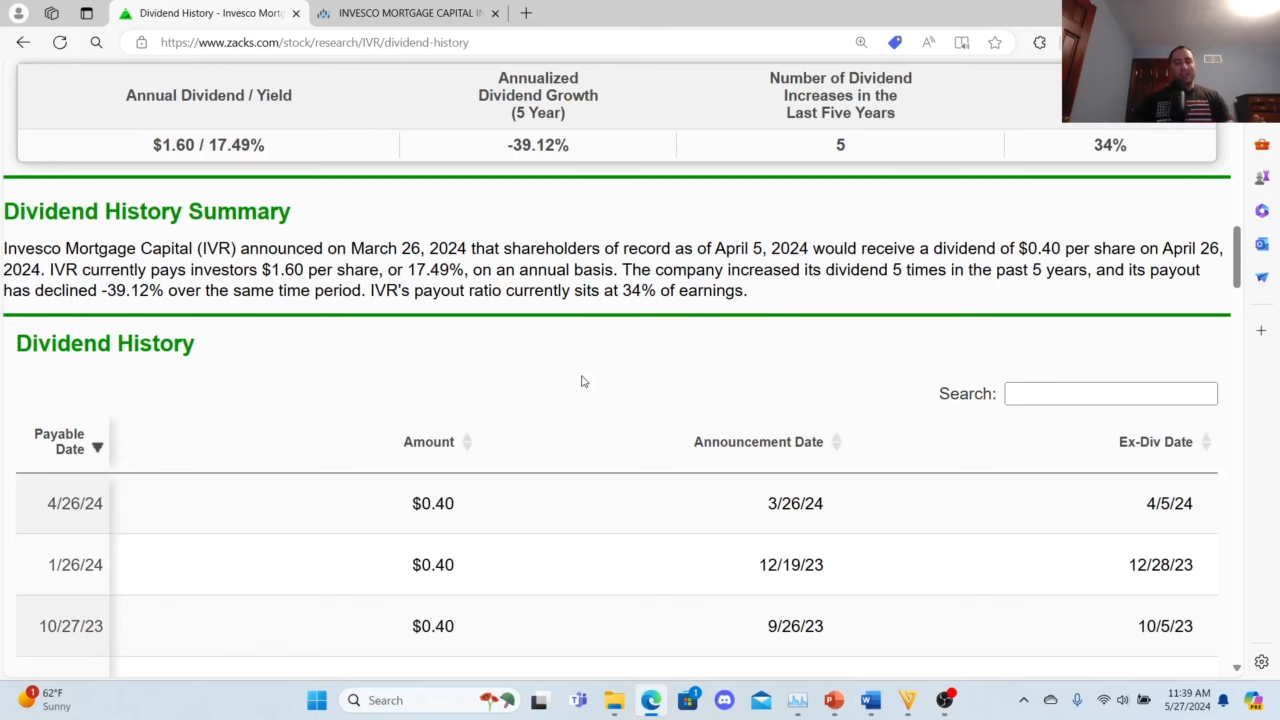 Dividend History - Invesco Mortg
INVESCO MORTGAGE CAPITAL IN
https://www.zacks.com/stock/research/IVR/dividend-history
Annual Dividend / Yield
Annualized
Dividend Growth
(5 Year)
Number of Dividend
Increases in the
Last Five Years
$1.60 / 17.49%
-39.12%
5
34%
Dividend History Summary
Invesco Mortgage Capital (IVR) announced on March 26, 2024 that shareholders of record as of April 5, 2024 would receive a dividend of $0.40 per share on April 26,
2024. IVR currently pays investors $1.60 per share, or 17.49%, on an annual basis. The company increased its dividend 5 times in the past 5 years, and its payout
has declined -39.12% over the same time period. IVR's payout ratio currently sits at 34% of earnings.
Dividend History
Search:
Payable
Date
Amount
Announcement Date
Ex-Div Date
4/26/24
$0.40
3/26/24
4/5/24
1/26/24
$0.40
12/19/23
12/28/23
10/27/23
$0.40
9/26/23
10/5/23
1
62°F
Sunny
Search
1
11:39 AM
5/27/2024
PRE